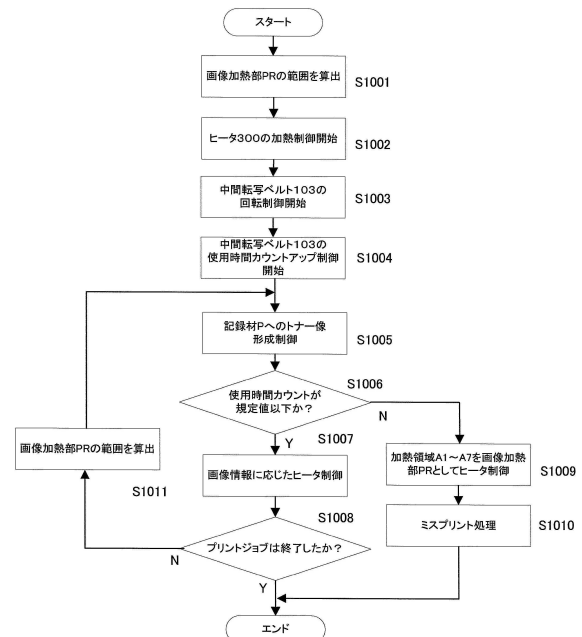 スタート
画像加熱部PRの範囲を算出
S1001
ヒータ300の加熱制御開始
S1002
中間転写ベルト103の
回転制御開始
S1003
中間転写ベルト103の
使用時間カウントアップ制御
開始
S1004
記録材Pへのトナー像
形成制御
S1005
使用時間カウントが
規定値以下か?
S1006
N
Y
S1007
画像情報に応じたヒータ制御
加熱領域A1～A7を画像加熱
部PRとしてヒータ制御
S1009
画像加熱部PRの範囲を算出
S1011
S1008
プリントジョブは終了したか?
N
Y
ミスプリント処理
S1010
エンド